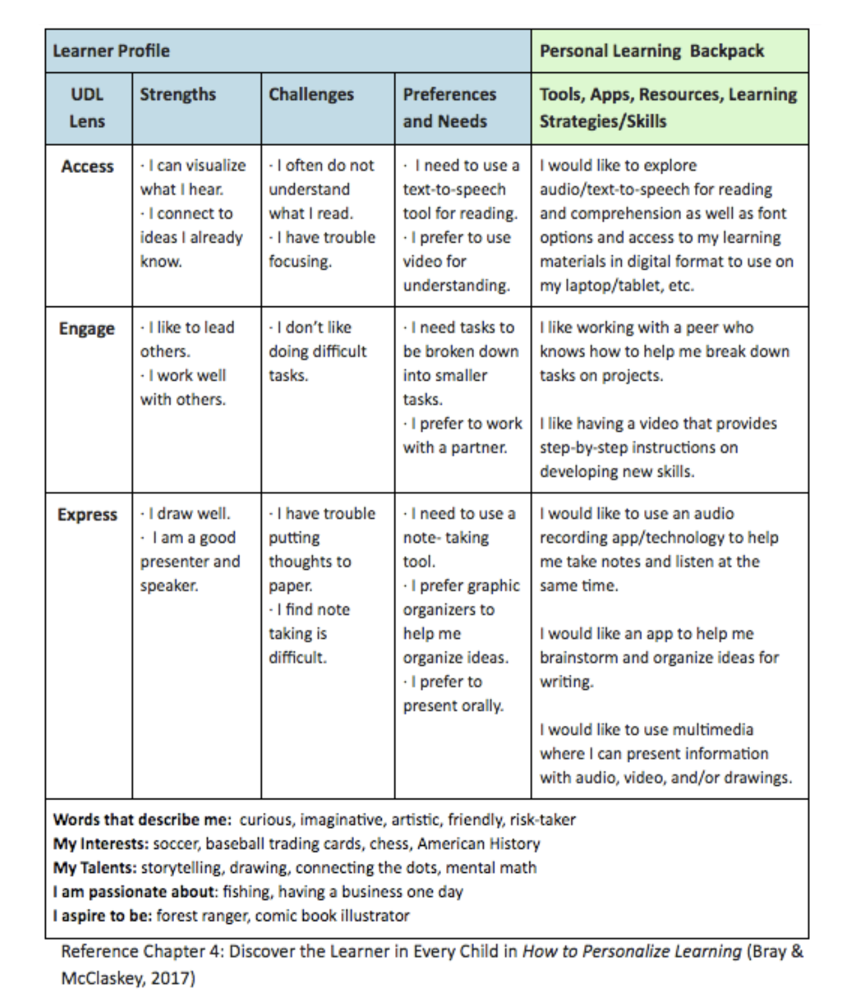 Learner Profile
Personal Learning Backpack
UDL
Lens
Strengths
Challenges
Preferences
and Needs
Tools, Apps, Resources, Learning
Strategies/Skills
Access
· I can visualize
what I hear.
· I connect to
ideas I already
know.
· I often do not
understand
what I read.
· I have trouble
focusing.
· I need to use a
text-to-speech
tool for reading.
· I prefer to use
video for
understanding.
I would like to explore
audio/text-to-speech for reading
and comprehension as well as font
options and access to my learning
materials in digital format to use on
my laptop/tablet, etc.
Engage
· I like to lead
others.
· I work well
with others.
· I don’t like
doing difficult
tasks.
· I need tasks to
be broken down
into smaller
tasks.
· I prefer to work
with a partner.
I like working with a peer who
knows how to help me break down
tasks on projects.
I like having a video that provides
step-by-step instructions on
developing new skills.
Express
· I draw well.
· I am a good
presenter and
speaker.
· I have trouble
putting
thoughts to
paper.
· I find note
taking is
difficult.
· I need to use a
note- taking
tool.
· I prefer graphic
organizers to
help me
organize ideas.
· I prefer to
present orally.
I would like to use an audio
recording app/technology to help
me take notes and listen at the
same time.
I would like an app to help me
brainstorm and organize ideas for
writing.
I would like to use multimedia
where I can present information
with audio, video, and/or drawings.
Words that describe me: curious, imaginative, artistic, friendly, risk-taker
My Interests: soccer, baseball trading cards, chess, American History
My Talents: storytelling, drawing, connecting the dots, mental math
I am passionate about: fishing, having a business one day
I aspire to be: forest ranger, comic book illustrator
Reference Chapter 4: Discover the Learner in Every Child in How to Personalize Learning (Bray &
McClaskey, 2017)